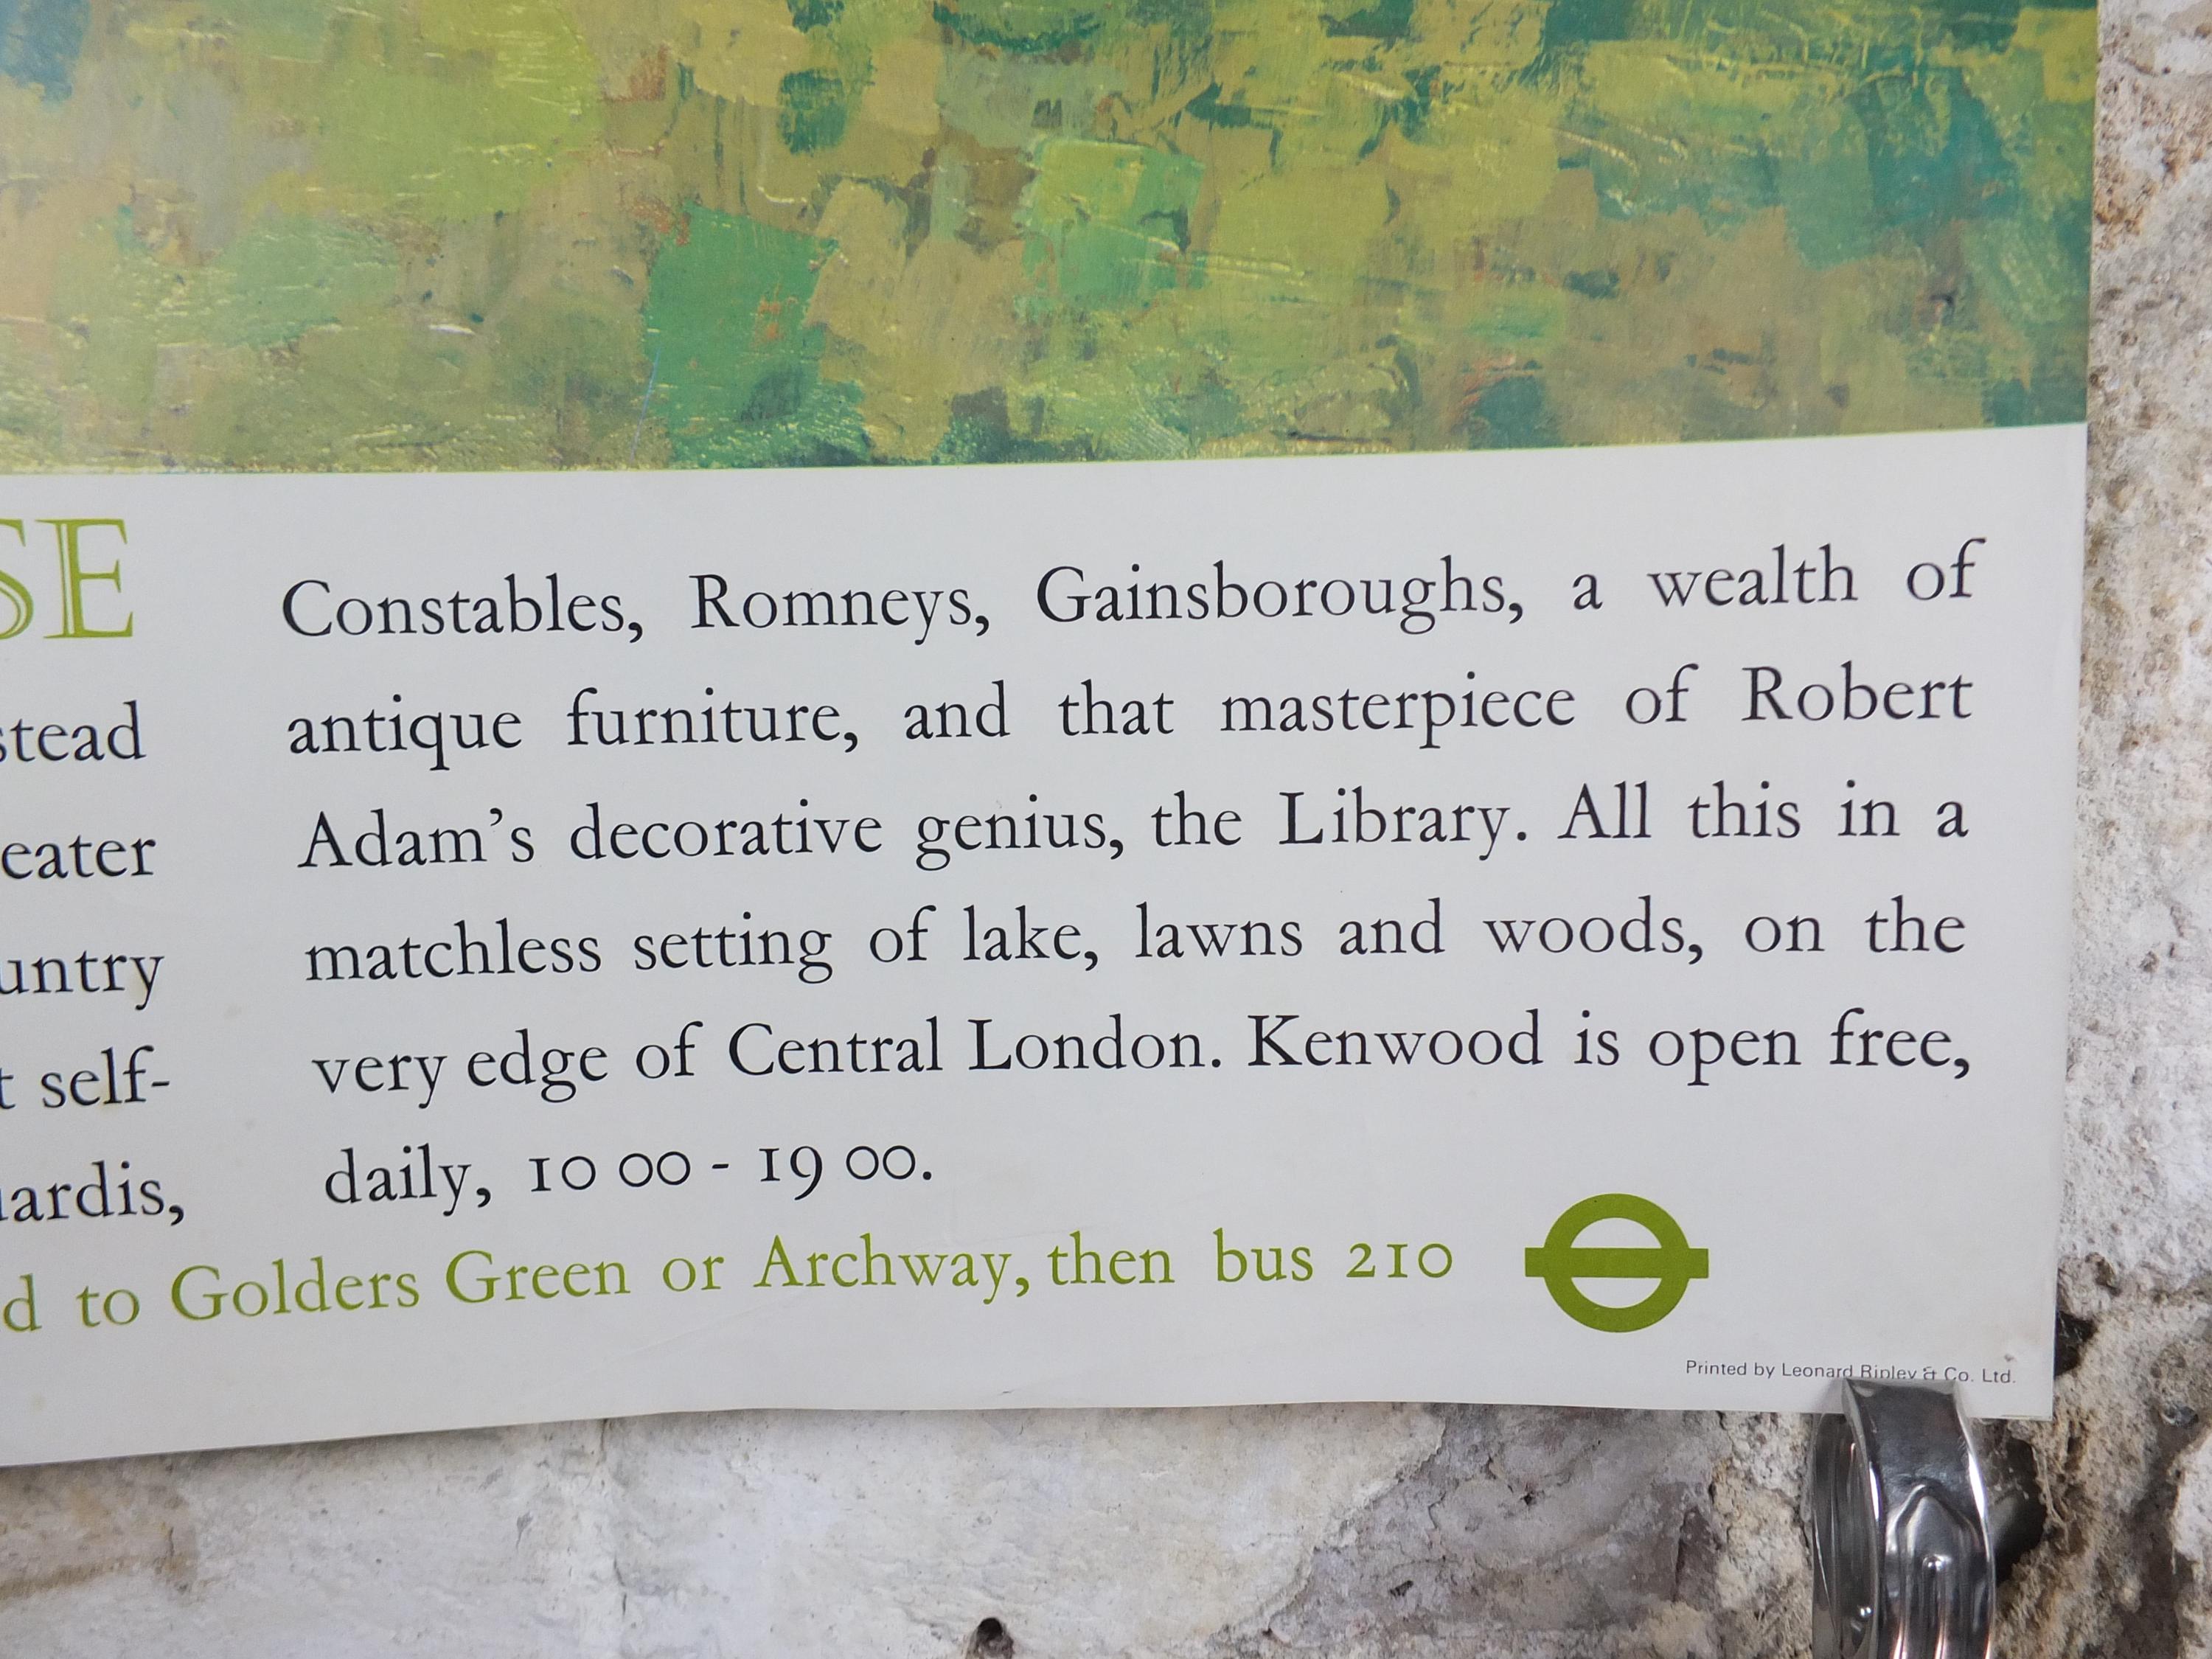 SE
stead
eater
untry
t self-
ardis,
Constables, Romneys, Gainsboroughs, a wealth of
antique furniture, and that masterpiece of Robert
Adam's decorative genius, the Library. All this in a
matchless setting of lake, lawns and woods, on the
very edge of Central London. Kenwood is open free,
daily, 10 00 - 19 00.
d to Golders Green or Archway, then bus 210
Printed by Leonard Ripley & Co. Ltd.